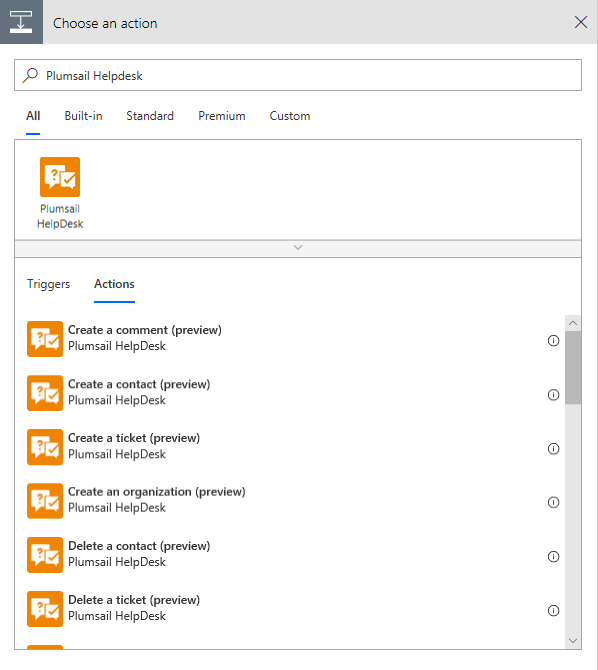 Choose an action
Plumsail Helpdesk
All Built-in Standard Premium Custom
Plumsail
HelpDesk
Triggers Actions
Create a comment (preview)
Plumsail HelpDesk
Create a contact (preview)
Plumsail HelpDesk
Create a ticket (preview)
Plumsail HelpDesk
Create an organization (preview)
Plumsail HelpDesk
Delete a contact (preview)
Plumsail HelpDesk
Delete a ticket (preview)
Plumsail HelpDesk